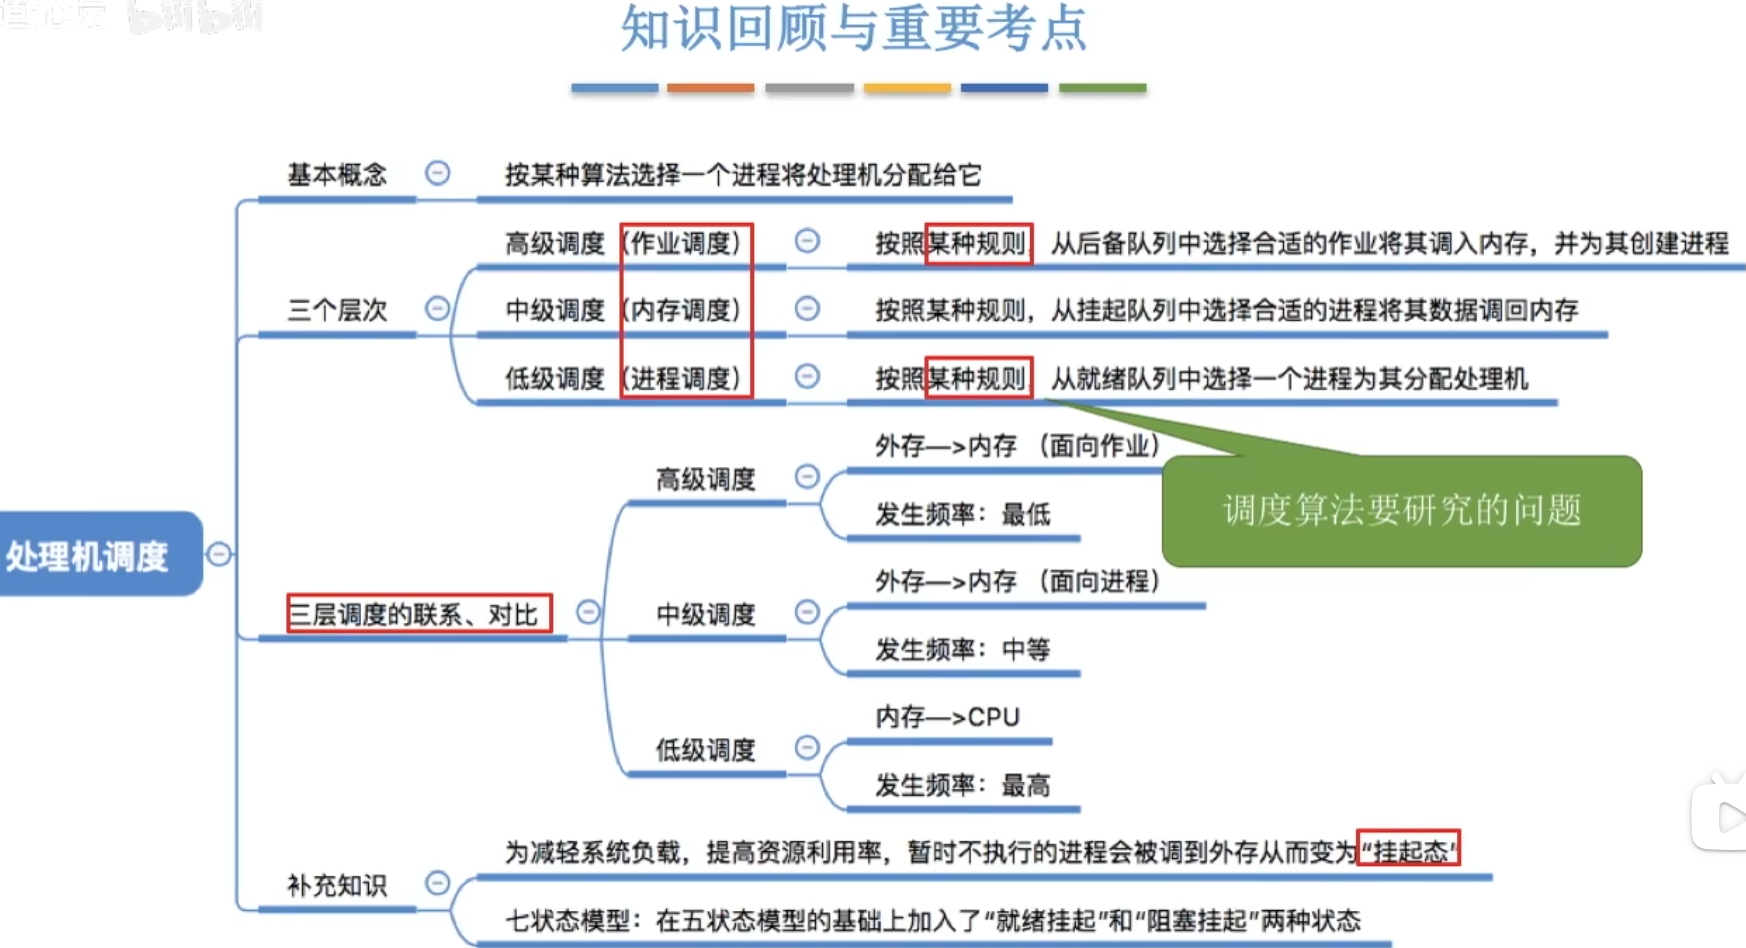 bilibili
知识回顾与重要考点
处理机调度
基本概念
按某种算法选择一个进程将处理机分配给它
三个层次
高级调度（作业调度）
按照某种规则，从后备队列中选择合适的作业将其调入内存，并为其创建进程
中级调度（内存调度）
按照某种规则，从挂起队列中选择合适的进程将其数据调回内存
低级调度（进程调度）
按照某种规则，从就绪队列中选择一个进程为其分配处理机
调度算法要研究的问题
三层调度的联系、对比
高级调度
外存—>内存 （面向作业）
发生频率：最低
中级调度
外存—>内存 （面向进程）
发生频率：中等
低级调度
内存—>CPU
发生频率：最高
补充知识
为减轻系统负载，提高资源利用率，暂时不执行的进程会被调到外存从而变为“挂起态”
七状态模型：在五状态模型的基础上加入了“就绪挂起”和“阻塞挂起”两种状态